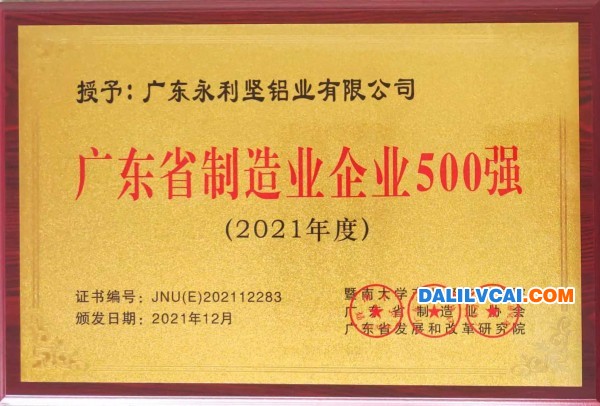 授予：广东永利坚铝业有限公司
广东省制造业企业500强
(2021年度)
证书编号：JNU(E)202112283
颁发日期：2021年12月
暨南大学
DALILVCAI.COM
广东省制造业协会
广东省发展和改革研究院